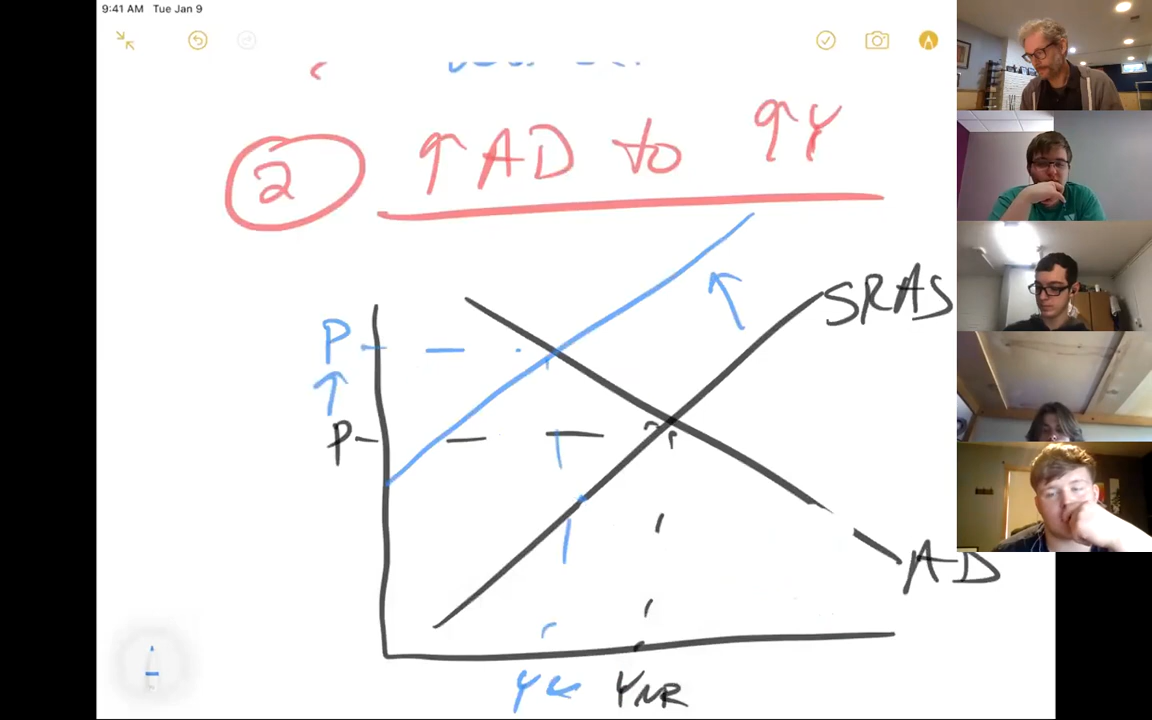 9:41 AM Tue Jan 9
② ↑AD to ↑Y
SRAS
P
↑
P
AD
Y← YNR